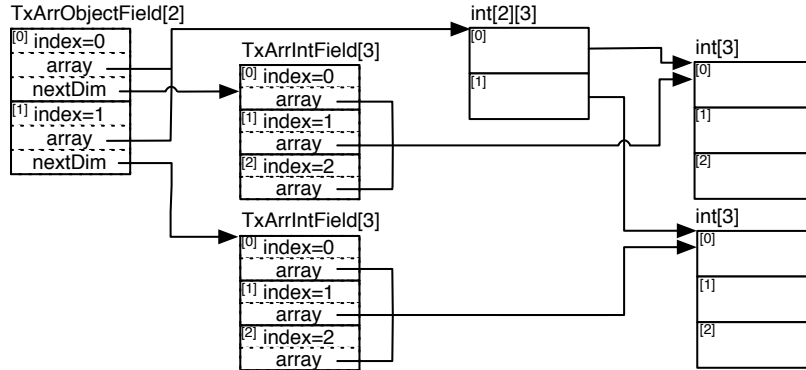 TxArrObjectField[2]
[0] index=0
array
nextDim
[1] index=1
array
nextDim
TxArrIntField[3]
[0] index=0
array
[1] index=1
array
[2] index=2
array
TxArrIntField[3]
[0] index=0
array
[1] index=1
array
[2] index=2
array
int[2][3]
[0]
[1]
int[3]
[0]
[1]
[2]
int[3]
[0]
[1]
[2]